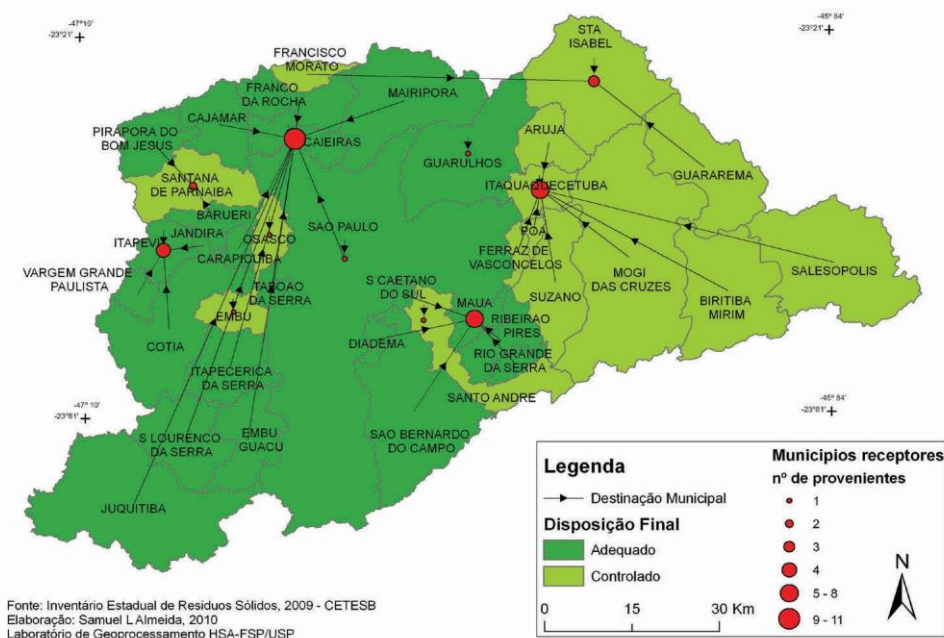 -47° 10'
-23° 21'
-45° 84'
-23° 21'
STA
ISABEL
FRANCISCO
MORATO
FRANCO
DA ROCHA
MAIRIPORA
CAJAMAR
CAIEIRAS
PIRAPORA DO
BOM JESUS
ARUJA
GUARULHOS
SANTANA
DE PARNAIBA
ITAQUAQUECETUBA
GUARAREMA
BARUERI
JANDIRA
ITAPEVI
OSASCO
CARAPICUIBA
SAO PAULO
POA
FERRAZ DE
VASCONCELOS
VARGEM GRANDE
PAULISTA
TABOAO
DA SERRA
S CAETANO
DO SUL
MAUA
SUZANO
MOGI
DAS CRUZES
BIRITIBA
MIRIM
SALESOPOLIS
EMBU
RIBEIRAO
PIRES
COTIA
DIADEMA
RIO GRANDE
DA SERRA
ITAPECERICA
DA SERRA
SANTO ANDRE
-47° 10'
-23° 81'
-45° 84'
-23° 81'
S LOURENCO
DA SERRA
EMBU
GUACU
SAO BERNARDO
DO CAMPO
JUQUITIBA
Legenda
Destinação Municipal
Disposição Final
Adequado
Controlado
0 15 30 Km
Municipios receptores
nº de provenientes
1
2
3
4
5 - 8
9 - 11
N
Fonte: Inventário Estadual de Residuos Sólidos, 2009 - CETESB
Elaboração: Samuel L Almeida, 2010
Laboratório de Geoprocessamento HSA-FSP/USP